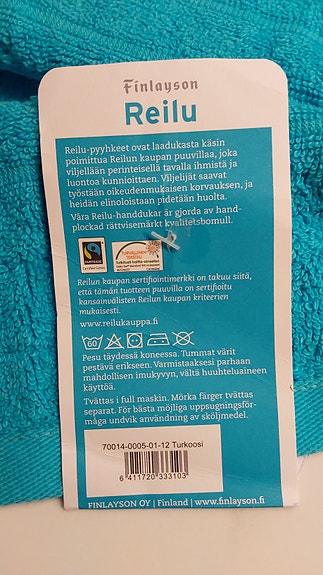 Finlayson
Reilu
Reilu-pyyhkeet ovat laadukasta käsin
poimittua Reilun kaupan puuvillaa, joka
viljellään perinteisellä tavalla ihmistä ja
luontoa kunnioittaen. Viljelijät saavat
työstään oikeudenmukaisen korvauksen, ja
heidän elinoloistaan pidetään huolta.
Våra Reilu-handdukar är gjorda av hand-
plockad rättvisemärkt kvalitetsbomull.
FAIRTRADE
Certified Cotton
Reilun kaupan sertifiointimerkki on takuu siitä,
että tämän tuotteen puuvilla on sertifioitu
kansainvälisten Reilun kaupan kriteerien
mukaisesti.
www.reilukauppa.fi
60
Pesu täydessä koneessa. Tummat värit
pestävä erikseen. Varmistaaksesi parhaan
mahdollisen imukyvyn, vältä huuhteluaineen
käyttöä.
Tvättas i full maskin. Mörka färger tvättas
separat. För bästa möjliga uppsugningsför-
måga undvik användning av sköljmedel.
70014-0005-01-12 Turkoosi
6 411720 333103
FINLAYSON OY | Finland | www.finlayson.fi